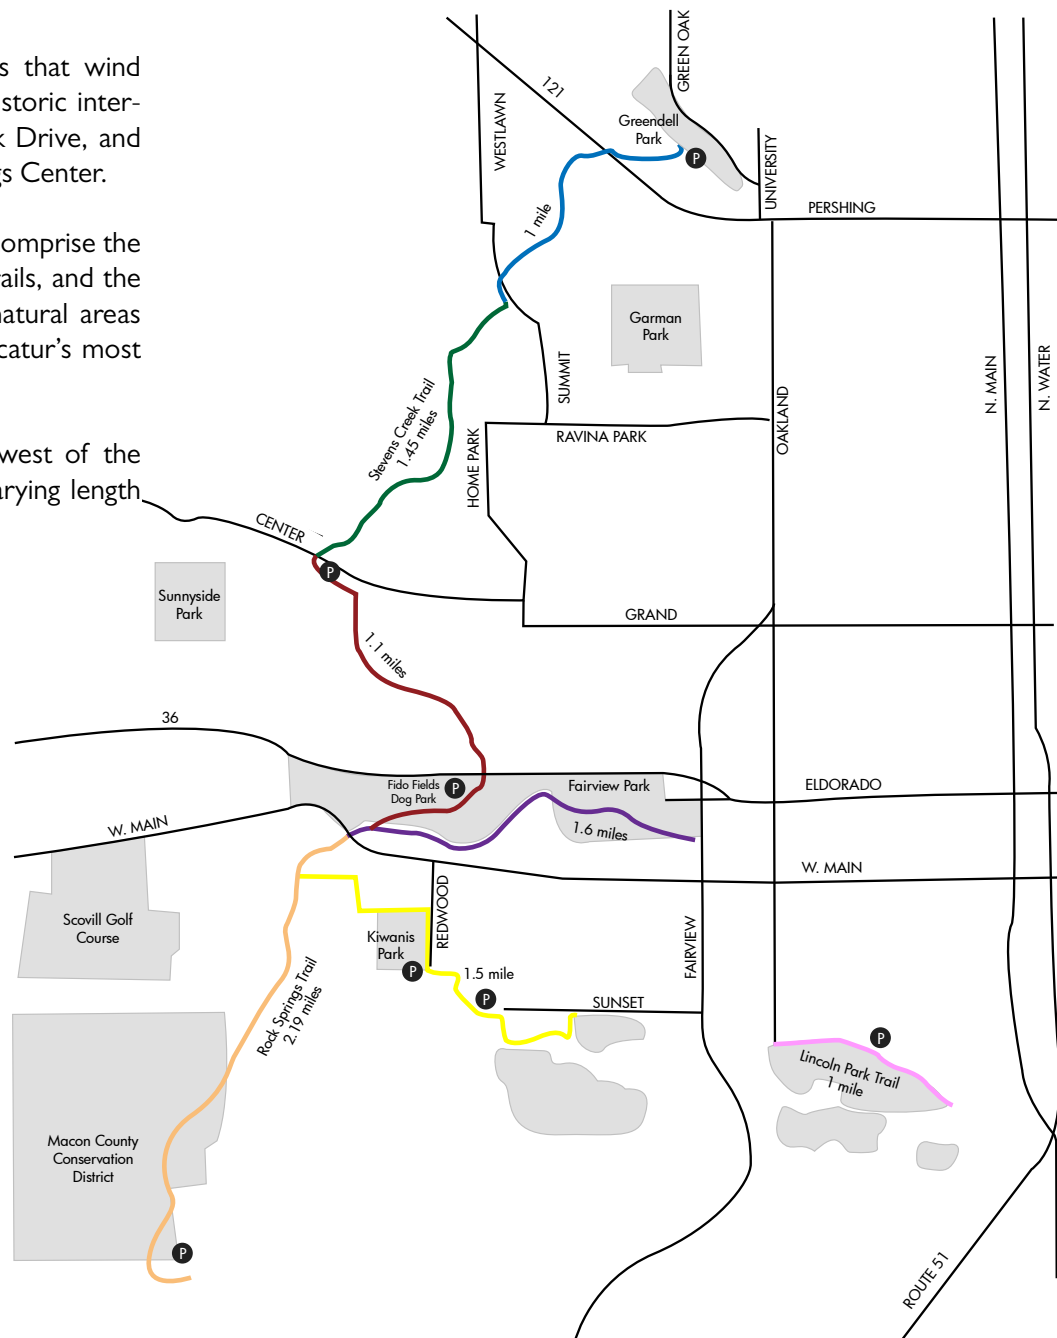 s that wind
storic inter-
k Drive, and
gs Center.
comprise the
rails, and the
natural areas
catur's most
west of the
arying length
GREEN OAK
121
WESTLAWN
Greendell
Park
P
UNIVERSITY
PERSHING
1 mile
Garman
Park
N. MAIN
N. WATER
SUMMIT
OAKLAND
Stevens Creek Trail
1.45 miles
HOME PARK
RAVINA PARK
CENTER
P
Sunnyside
Park
GRAND
1.1 miles
36
Fido Fields
Dog Park
P
Fairview Park
ELDORADO
W. MAIN
1.6 miles
W. MAIN
Scovill Golf
Course
Kiwanis
Park
P
REDWOOD
FAIRVIEW
1.5 mile
P
SUNSET
Rock Springs Trail
2.19 miles
P
Lincoln Park Trail
1 mile
Macon County
Conservation
District
P
ROUTE 51